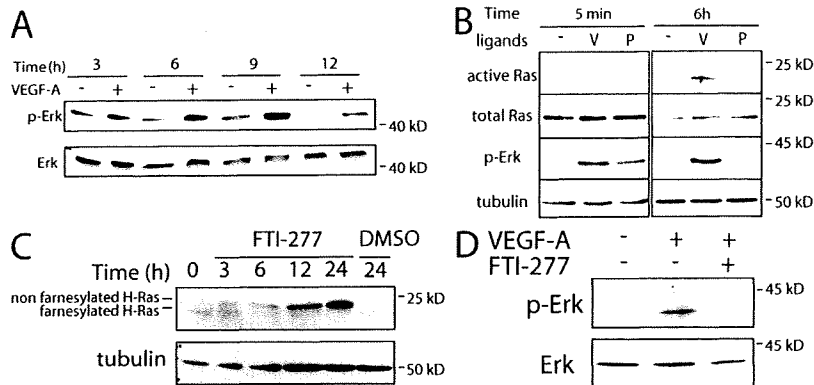 A
Time(h) 3 6 9 12
VEGF-A - + - + - + - +
p-Erk
40 kD
Erk
40 kD
B
Time 5 min 6h
ligands - V P - V P
active Ras 25 kD
total Ras 25 kD
p-Erk 45 kD
tubulin 50 kD
C
FTI-277 DMSO
Time (h) 0 3 6 12 24 24
non farnesylated H-Ras 25 kD
farnesylated H-Ras
tubulin 50 kD
D
VEGF-A - + +
FTI-277 - - +
p-Erk 45 kD
Erk 45 kD